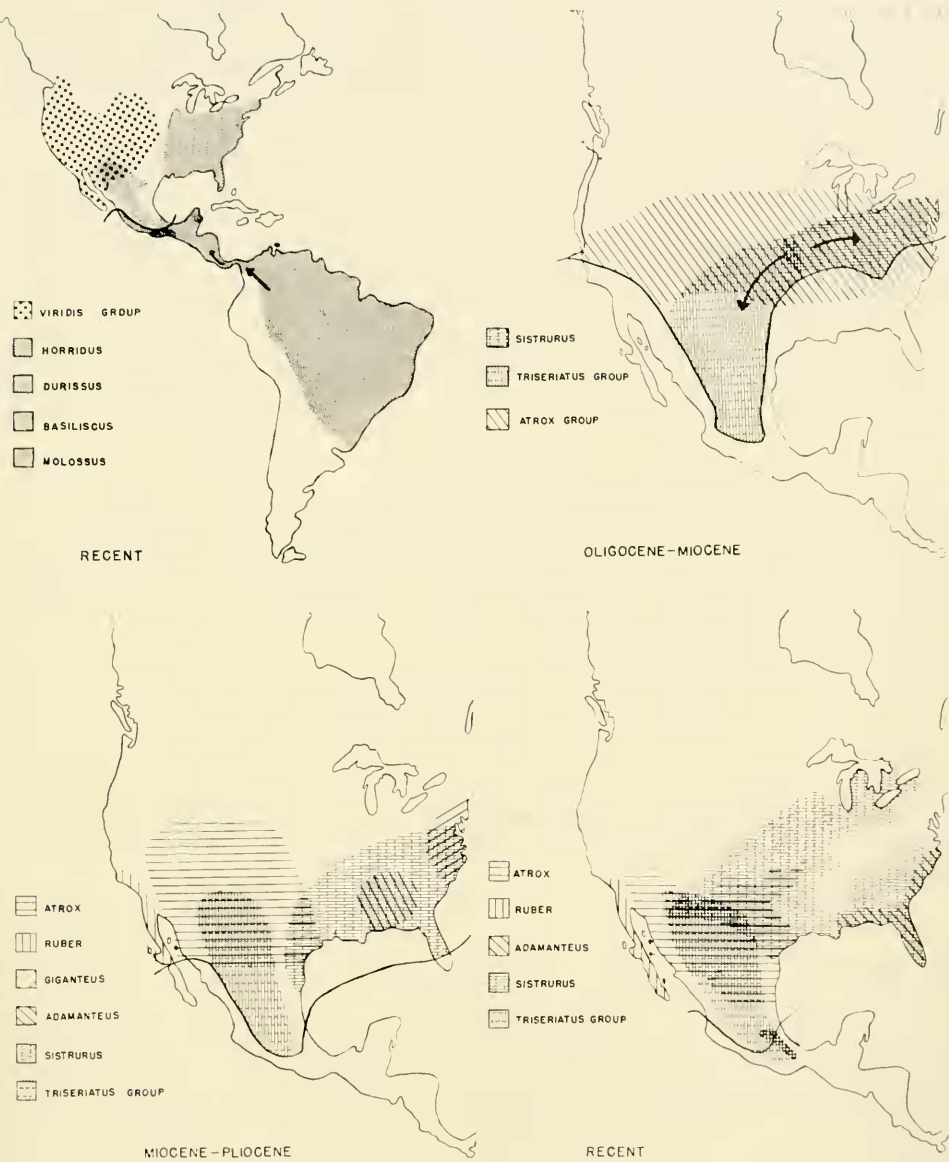 VIRIDIS GROUP
HORRIDUS
DURISSUS
BASILISCUS
MOLOSSUS
RECENT
SISTRURUS
TRISERIATUS GROUP
ATROX GROUP
OLIGOCENE-MIOCENE
ATROX
RUBER
GIGANTEUS
ADAMANTEUS
SISTRURUS
TRISERIATUS GROUP
MIOCENE-PLIOCENE
ATROX
RUBER
ADAMANTEUS
SISTRURUS
TRISERIATUS GROUP
RECENT